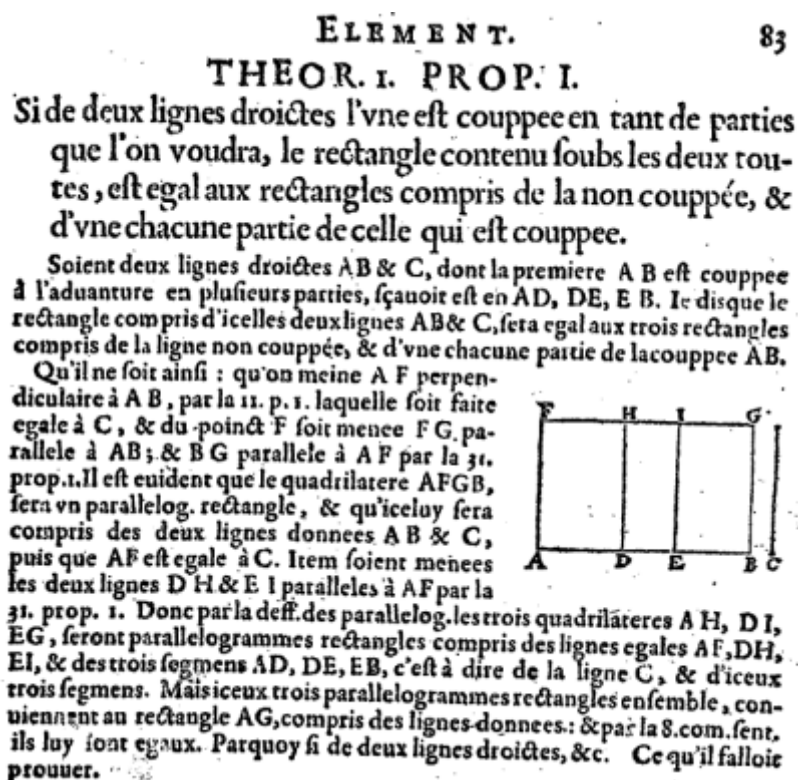 ELEMENT. 83
THEOR. 1. PROP. I.
Si de deux lignes droictes l'vne est couppee en tant de parties
que l'on voudra, le rectangle contenu soubs les deux tou-
tes, est egal aux rectangles compris de la non couppée, &
d'vne chacune partie de celle qui est couppee.
Soient deux lignes droictes AB & C, dont la premiere A B est couppee
à l'aduanture en plusieurs parties, sçauoir est en AD, DE, E B. Ie dis que le
rectangle compris d'icelles deux lignes AB & C, sera egal aux trois rectangles
compris de la ligne non couppée, & d'vne chacune partie de la couppee AB.
Qu'il ne soit ainsi : qu'on meine A F perpen-
diculaire à A B, par la 11. p. 1. laquelle soit faite
egale à C, & du poinct F soit menee F G pa-
rallele à AB; & B G parallele à A F par la 31.
prop. 1. Il est euident que le quadrilatere AFGB,
sera vn parallelog. rectangle, & qu'iceluy sera
compris des deux lignes donnees A B & C,
puis que AF est egale à C. Item soient menees
les deux lignes D H & E I paralleles à AF par la
31. prop. 1. Donc par la deff. des parallelog. les trois quadrilateres A H, D I,
EG, seront parallelogrammes rectangles compris des lignes egales AF, DH,
EI, & des trois segmens AD, DE, EB, c'est à dire de la ligne C, & d'iceux
trois segmens. Mais iceux trois parallelogrammes rectangles ensemble, con-
uiennent au rectangle AG, compris des lignes donnees : & par la 8. com. sent.
ils luy sont egaux. Parquoy si de deux lignes droictes, &c. Ce qu'il falloit
prouuer.
F H I G
A D E B C